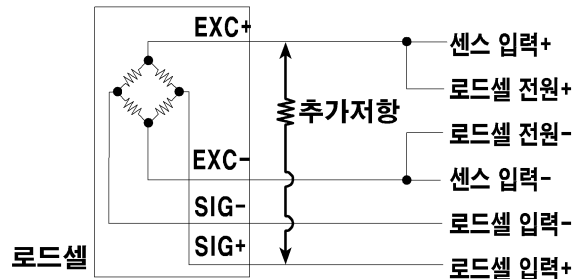 EXC+
센스 입력+
로드셀 전원+
추가저항
로드셀 전원-
EXC-
센스 입력-
SIG-
로드셀 입력-
SIG+
로드셀
로드셀 입력+